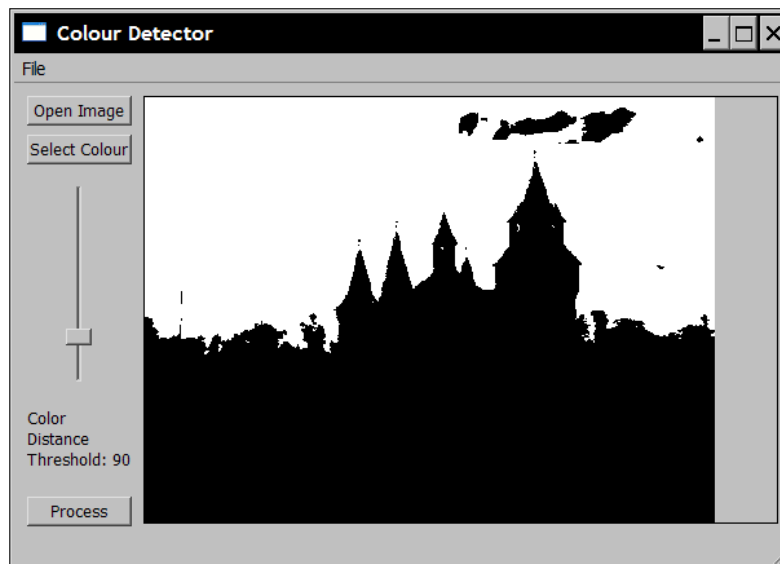 Colour Detector
File
Open Image
Select Colour
Color
Distance
Threshold: 90
Process